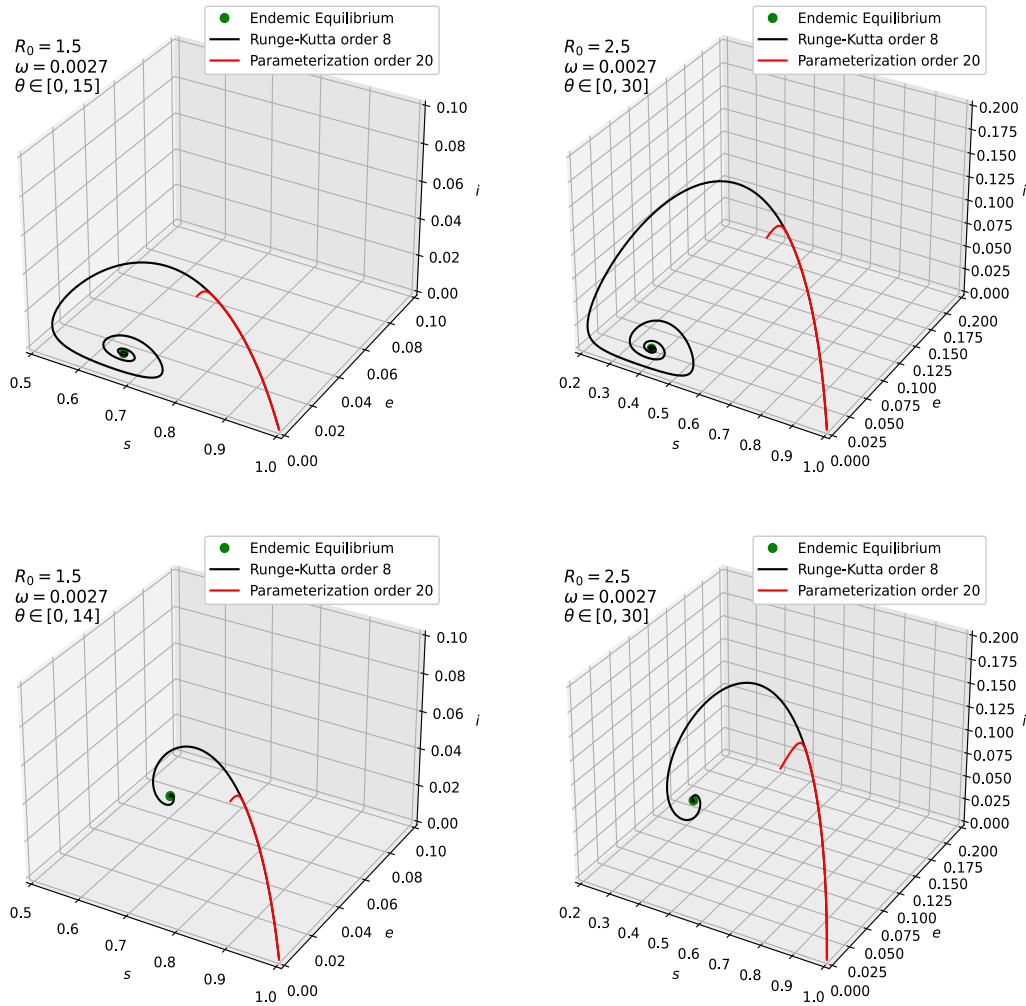 Endemic Equilibrium
Runge-Kutta order 8
Parameterization order 20
R₀ = 1.5
ω = 0.0027
θ ∈ [0, 15]
0.10
0.08
0.06
0.04
0.02
0.00
i
0.10
0.08
0.06
0.04
0.02
0.00
e
0.5
0.6
0.7
0.8
0.9
1.0
s
Endemic Equilibrium
Runge-Kutta order 8
Parameterization order 20
R₀ = 2.5
ω = 0.0027
θ ∈ [0, 30]
0.200
0.175
0.150
0.125
0.100
0.075
0.050
0.025
0.000
i
0.200
0.175
0.150
0.125
0.100
0.075
0.050
0.025
0.000
e
0.2
0.3
0.4
0.5
0.6
0.7
0.8
0.9
1.0
s
Endemic Equilibrium
Runge-Kutta order 8
Parameterization order 20
R₀ = 1.5
ω = 0.0027
θ ∈ [0, 14]
0.10
0.08
0.06
0.04
0.02
0.00
i
0.10
0.08
0.06
0.04
0.02
0.00
e
0.5
0.6
0.7
0.8
0.9
1.0
s
Endemic Equilibrium
Runge-Kutta order 8
Parameterization order 20
R₀ = 2.5
ω = 0.0027
θ ∈ [0, 30]
0.200
0.175
0.150
0.125
0.100
0.075
0.050
0.025
0.000
i
0.200
0.175
0.150
0.125
0.100
0.075
0.050
0.025
0.000
e
0.2
0.3
0.4
0.5
0.6
0.7
0.8
0.9
1.0
s